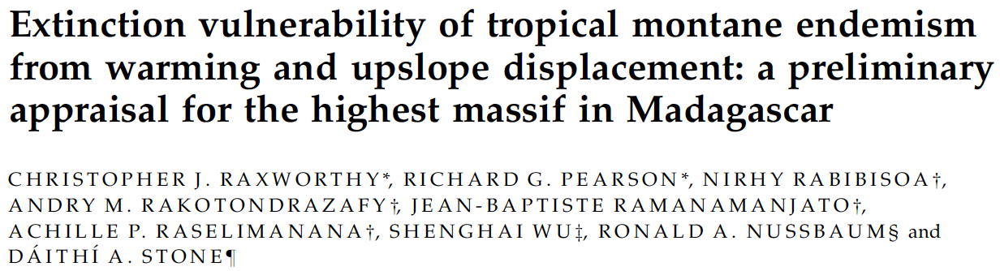 Extinction vulnerability of tropical montane endemism
from warming and upslope displacement: a preliminary
appraisal for the highest massif in Madagascar
CHRISTOPHER J. RAXWORTHY*, RICHARD G. PEARSON*, NIRHY RABIBISOA†,
ANDRY M. RAKOTONDRAZAFY†, JEAN-BAPTISTE RAMANAMANJATO†,
ACHILLE P. RASELIMANANA†, SHENGHAI WU‡, RONALD A. NUSSBAUM§ and
DÁITHÍ A. STONE¶